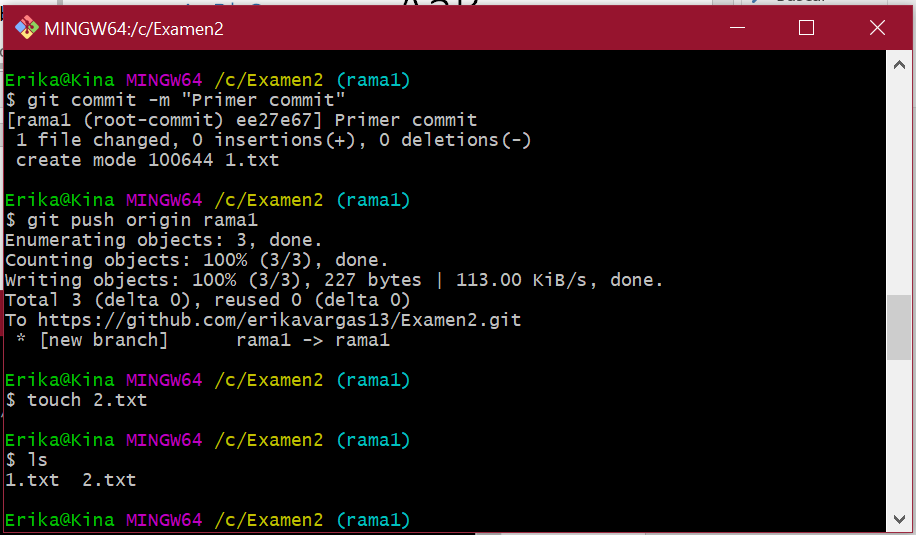 MINGW64:/c/Examen2
Erika@Kina MINGW64 /c/Examen2 (rama1)
$ git commit -m "Primer commit"
[rama1 (root-commit) ee27e67] Primer commit
 1 file changed, 0 insertions(+), 0 deletions(-)
 create mode 100644 1.txt
Erika@Kina MINGW64 /c/Examen2 (rama1)
$ git push origin rama1
Enumerating objects: 3, done.
Counting objects: 100% (3/3), done.
Writing objects: 100% (3/3), 227 bytes | 113.00 KiB/s, done.
Total 3 (delta 0), reused 0 (delta 0)
To https://github.com/erikavargas13/Examen2.git
 * [new branch]      rama1 -> rama1
Erika@Kina MINGW64 /c/Examen2 (rama1)
$ touch 2.txt
Erika@Kina MINGW64 /c/Examen2 (rama1)
$ ls
1.txt  2.txt
Erika@Kina MINGW64 /c/Examen2 (rama1)